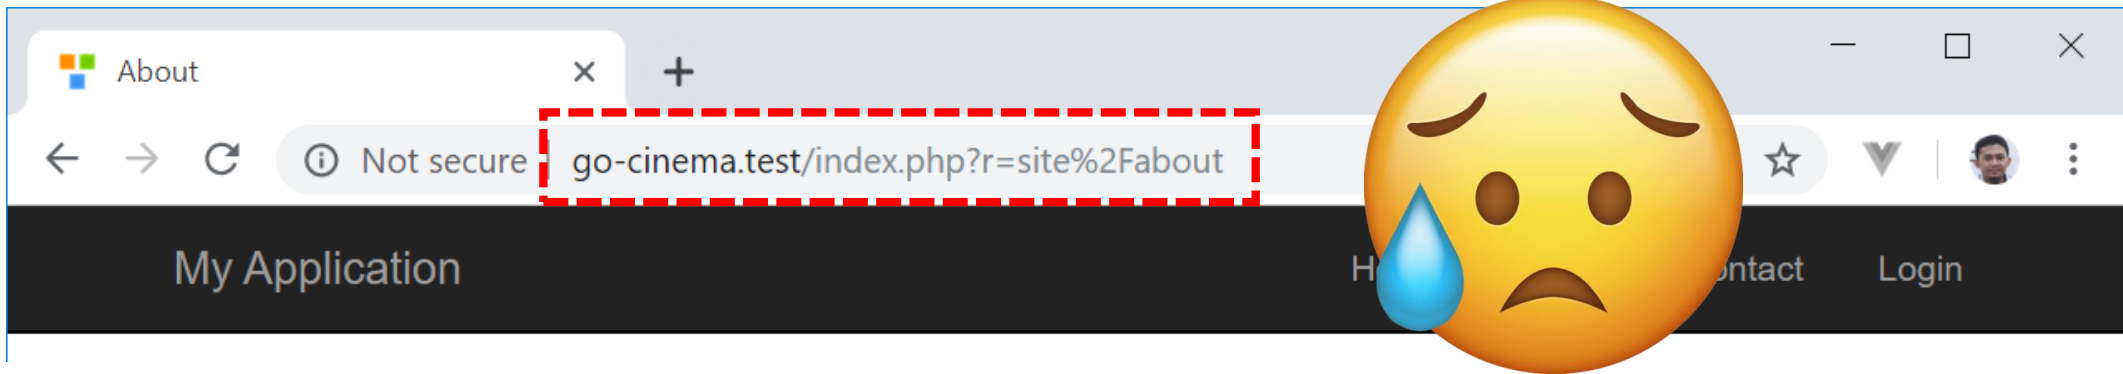 About
Not secure go-cinema.test/index.php?r=site%2Fabout
My Application Login